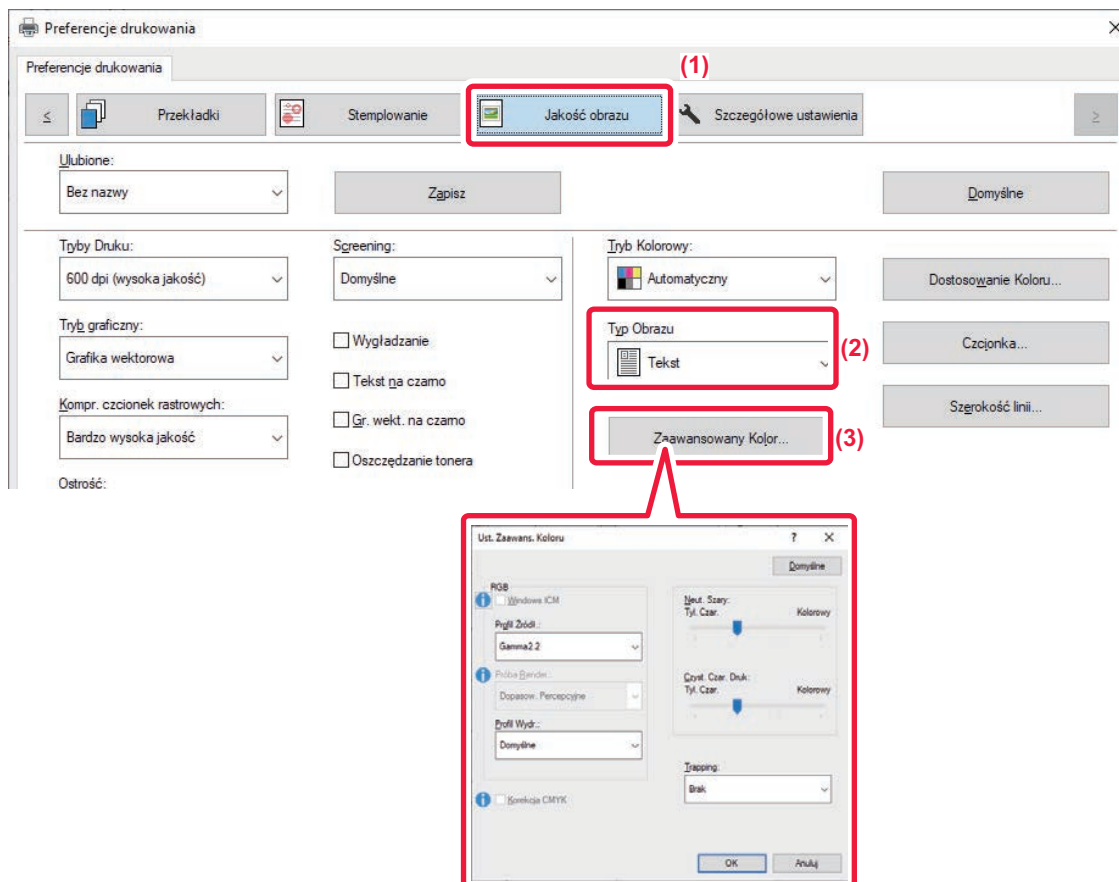 Preferencje drukowania
Preferencje drukowania
(1)
< Przekładki Stemplowanie Jakość obrazu Szczegółowe ustawienia >
Ulubione:
Bez nazwy Zapisz Domyślne
Tryby Druku: Screening: Tryb Kolorowy:
600 dpi (wysoka jakość) Domyślne Automatyczny Dostosowanie Koloru...
Tryb graficzny: Wygładzanie Typ Obrazu (2) Czcionka...
Grafika wektorowa Tekst na czarno Tekst
Kompr. czcionek rastrowych: Gr. wekt. na czarno Szerokość linii...
Bardzo wysoka jakość Oszczędzanie tonera Zaawansowany Kolor... (3)
Ostrość:
Ust. Zaawans. Koloru ? X
Domyślne
RGB
Windows ICM
Profil Źródł.:
Gamma2.2
Próba Render.:
Dopasow. Percepcyjne
Profil Wydr.:
Domyślne
Korekcja CMYK
Neut. Szary:
Tyl. Czar. Kolorowy
Czyst. Czar. Druk:
Tyl. Czar. Kolorowy
Trapping:
Brak
OK Anuluj